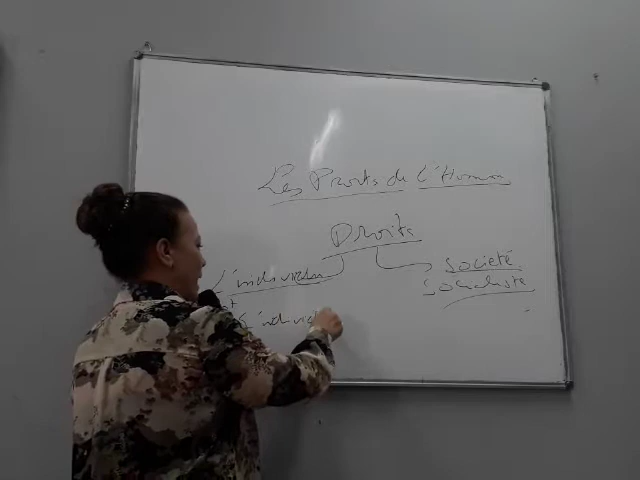 Les Droits de L'Homme
Droits
L'individu
Société
Socialiste
+
L'individu